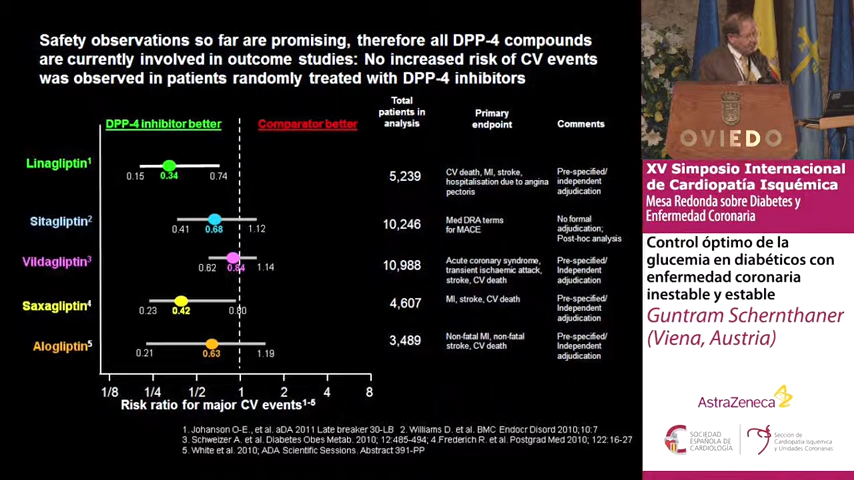 Safety observations so far are promising, therefore all DPP-4 compounds
are currently involved in outcome studies: No increased risk of CV events
was observed in patients randomly treated with DPP-4 inhibitors
DPP-4 inhibitor better
Comparator better
Total
patients in
analysis
Primary
endpoint
Comments
Linagliptin1
0.15 0.34 0.74
5,239
CV death, MI, stroke,
hospitalisation due to angina
pectoris
Pre-specified/
independent
adjudication
Sitagliptin2
0.41 0.68 1.12
10,246
Med DRA terms
for MACE
No formal
adjudication;
Post-hoc analysis
Vildagliptin3
0.62 0.84 1.14
10,988
Acute coronary syndrome,
transient ischaemic attack,
stroke, CV death
Pre-specified/
Independent
adjudication
Saxagliptin4
0.23 0.42 0.80
4,607
MI, stroke, CV death
Pre-specified/
Independent
adjudication
Alogliptin5
0.21 0.63 1.19
3,489
Non-fatal MI, non-fatal
stroke, CV death
Pre-specified/
Independent
adjudication
1/8 1/4 1/2 1 2 4 8
Risk ratio for major CV events1-5
1. Johanson O-E., et al. aDA 2011 Late breaker 30-LB 2. Williams D. et al. BMC Endocr Disord 2010;10:7
3. Schweizer A. et al. Diabetes Obes Metab. 2010; 12:485-494; 4.Frederich R. et al. Postgrad Med 2010; 122:16-27
5. White et al. 2010; ADA Scientific Sessions. Abstract 391-PP
OVIEDO
XV Simposio Internacional
de Cardiopatía Isquémica
Mesa Redonda sobre Diabetes y
Enfermedad Coronaria
Control óptimo de la
glucemia en diabéticos con
enfermedad coronaria
inestable y estable
Guntram Schernthaner
(Viena, Austria)
AstraZeneca
SOCIEDAD
ESPAÑOLA DE
CARDIOLOGÍA
Sección de
Cardiopatía Isquémica
y Unidades Coronarias